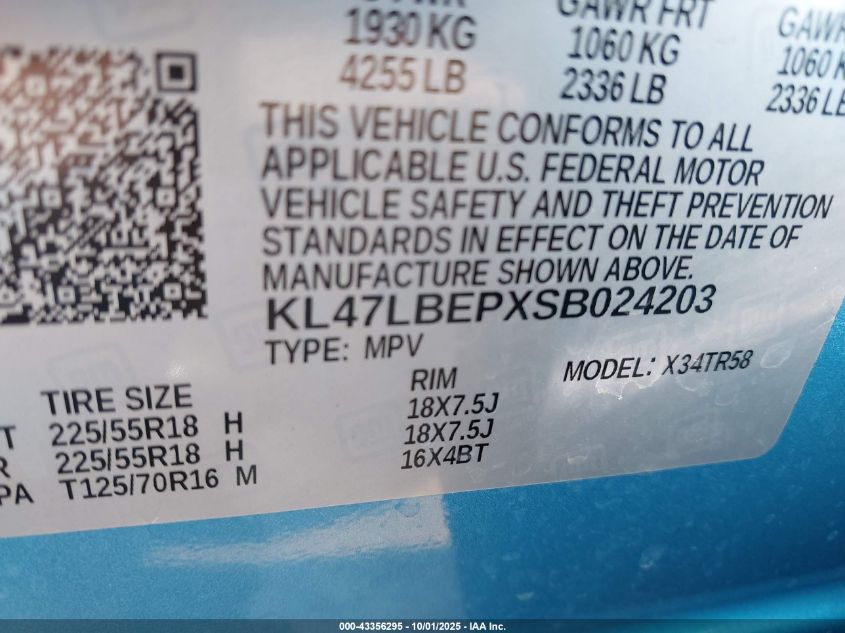 1930 KG
4255 LB
GAWR FRT
1060 KG
2336 LB
GAWR
1060 K
2336 LB
THIS VEHICLE CONFORMS TO ALL
APPLICABLE U.S. FEDERAL MOTOR
VEHICLE SAFETY AND THEFT PREVENTION
STANDARDS IN EFFECT ON THE DATE OF
MANUFACTURE SHOWN ABOVE.
KL47LBEPXSB024203
TYPE: MPV
MODEL: X34TR58
TIRE SIZE
RIM
T 225/55R18 H 18X7.5J
R 225/55R18 H 18X7.5J
PA T125/70R16 M 16X4BT
000-43356295 - 10/01/2025 - IAA Inc.